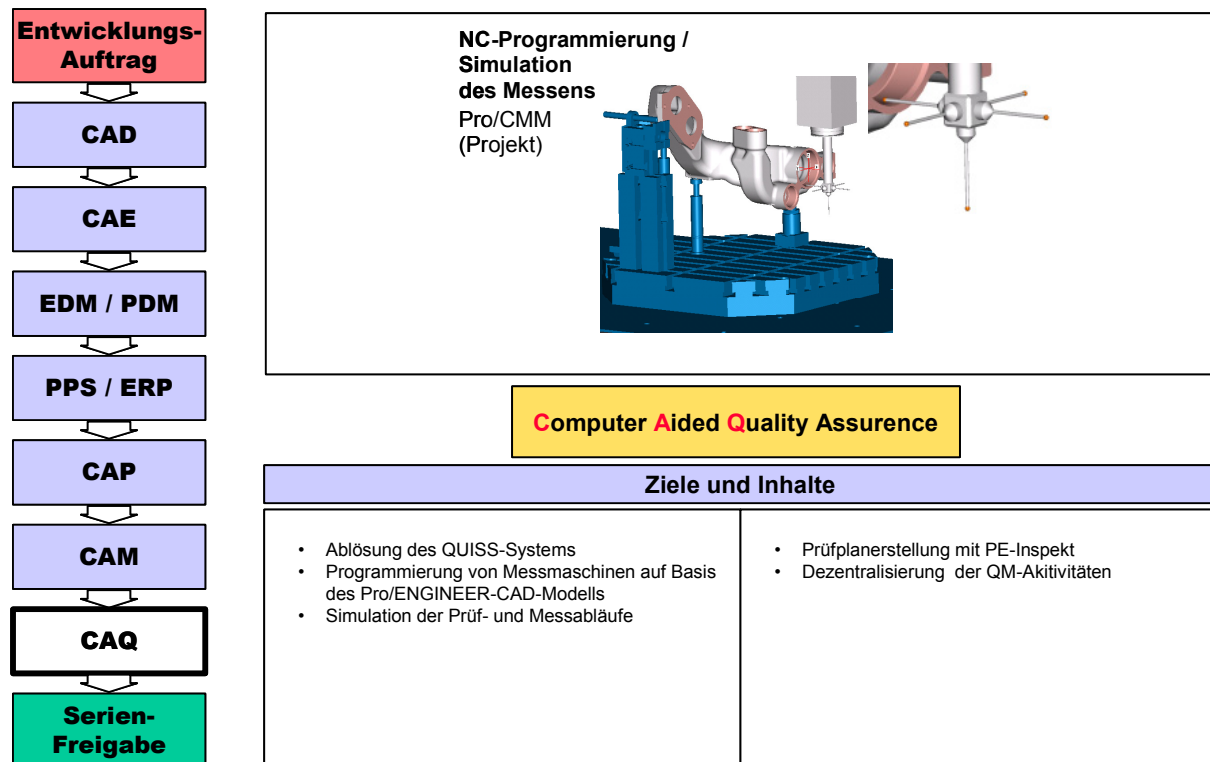 Entwicklungs-
Auftrag
CAD
CAE
EDM / PDM
PPS / ERP
CAP
CAM
CAQ
Serien-
Freigabe
NC-Programmierung /
Simulation
des Messens
Pro/CMM
(Projekt)
Computer Aided Quality Assurence
Ziele und Inhalte
• Ablösung des QUISS-Systems
• Programmierung von Messmaschinen auf Basis
des Pro/ENGINEER-CAD-Modells
• Simulation der Prüf- und Messabläufe
• Prüfplanerstellung mit PE-Inspekt
• Dezentralisierung der QM-Akitivitäten